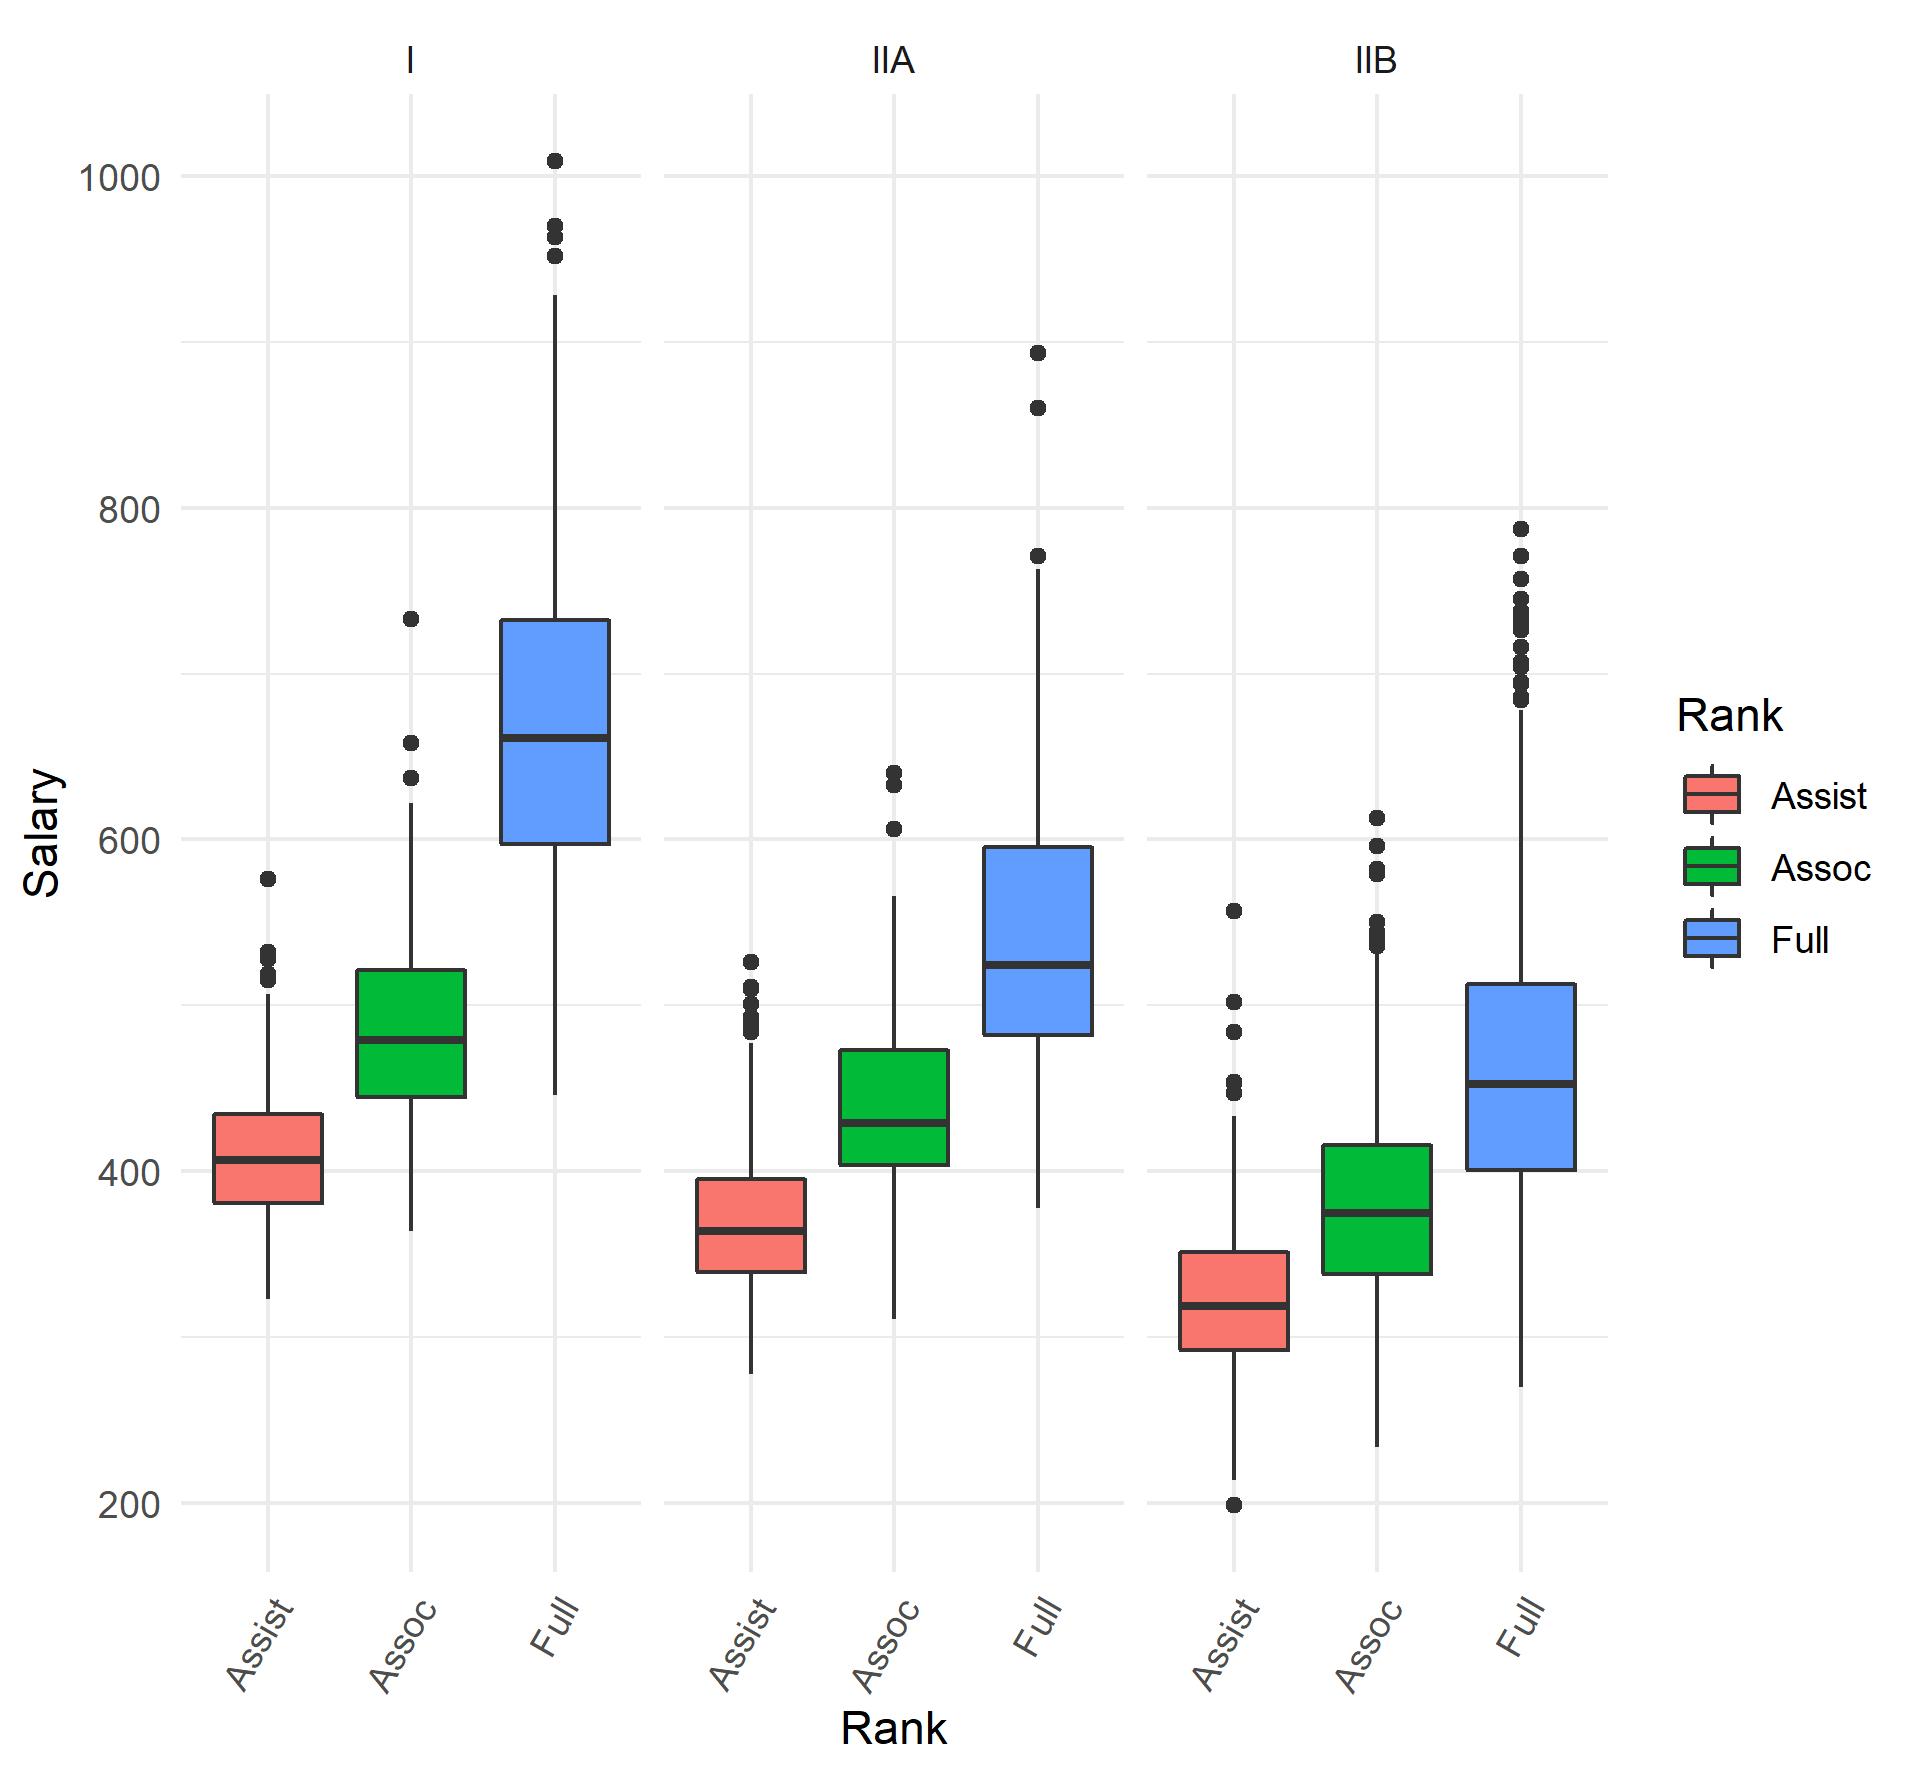 I
IIA
IIB
1000
800
600
400
200
Salary
Assist
Assoc
Full
Assist
Assoc
Full
Assist
Assoc
Full
Rank
Rank
Assist
Assoc
Full